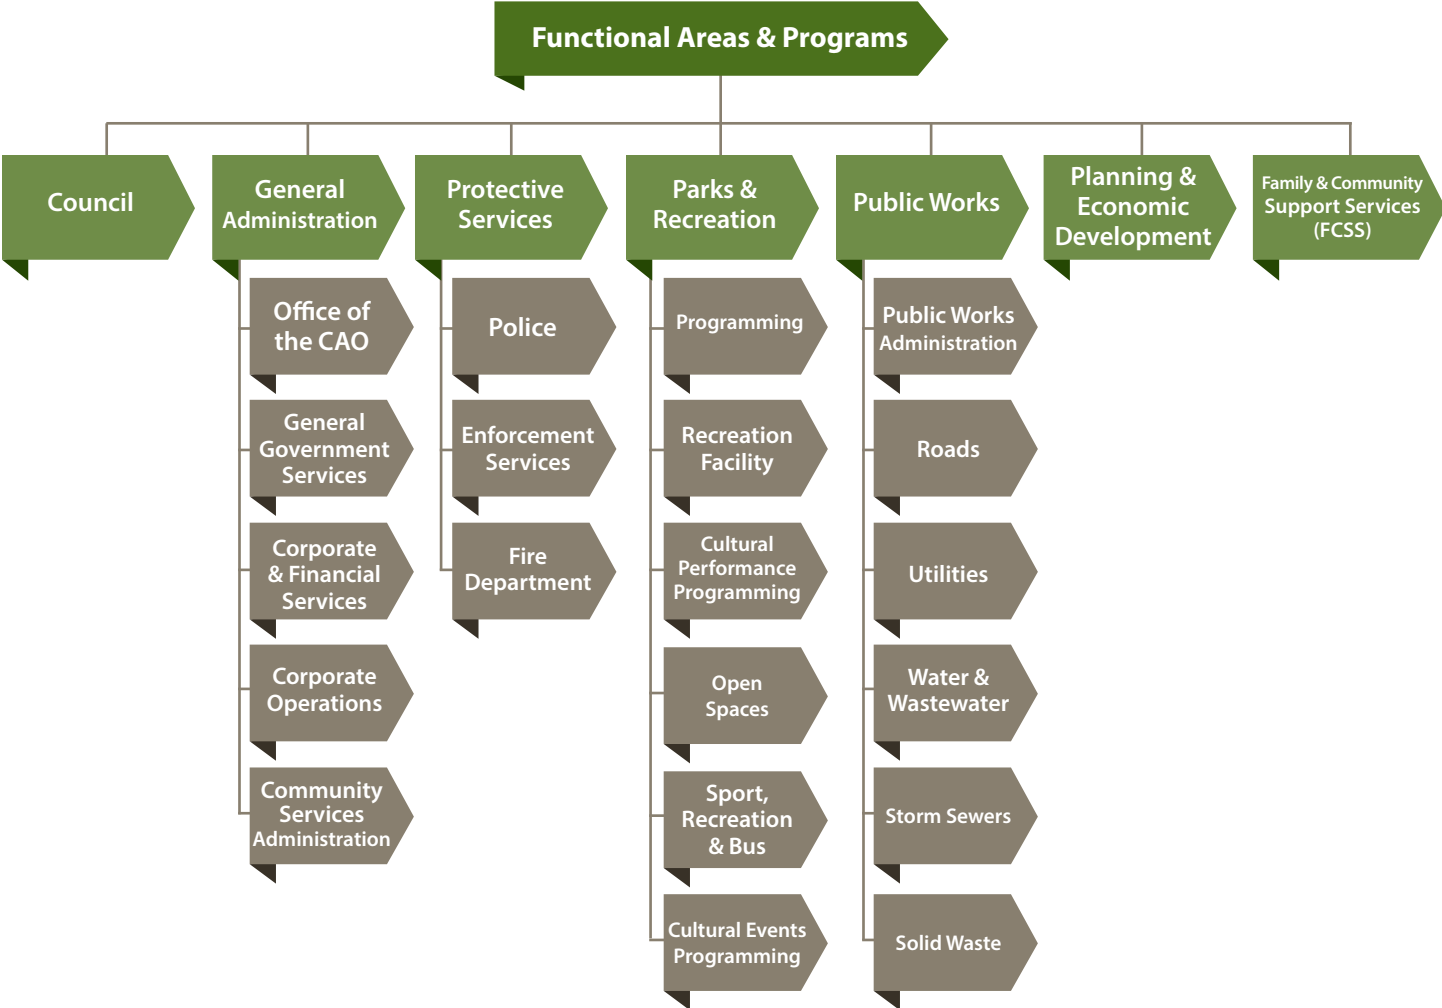 Functional Areas & Programs
Council
General
Administration
Protective
Services
Parks &
Recreation
Public Works
Planning &
Economic
Development
Family & Community
Support Services
(FCSS)
Office of
the CAO
General
Government
Services
Corporate
& Financial
Services
Corporate
Operations
Community
Services
Administration
Police
Enforcement
Services
Fire
Department
Programming
Recreation
Facility
Cultural
Performance
Programming
Open
Spaces
Sport,
Recreation
& Bus
Cultural Events
Programming
Public Works
Administration
Roads
Utilities
Water &
Wastewater
Storm Sewers
Solid Waste